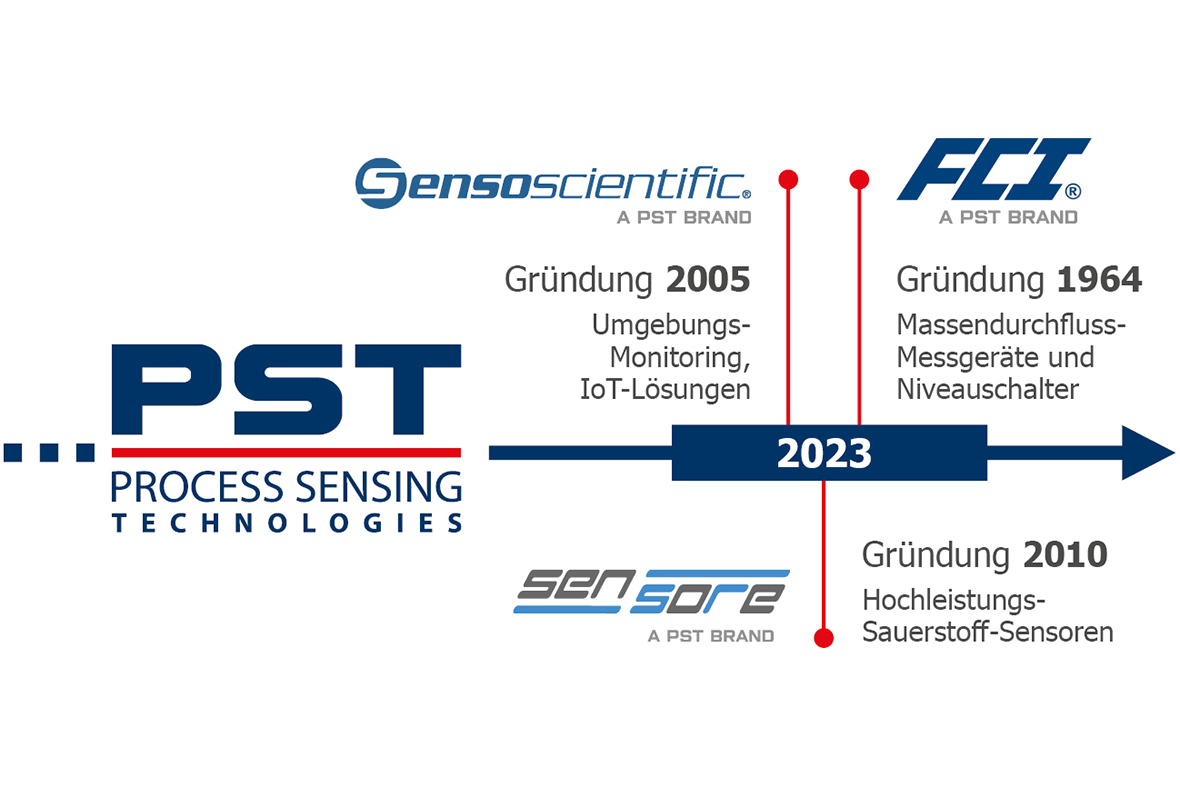 Sensoscientific®
A PST BRAND
Gründung 2005
Umgebungs-
Monitoring,
IoT-Lösungen
FCI®
A PST BRAND
Gründung 1964
Massendurchfluss-
Messgeräte und
Niveauschalter
PST
PROCESS SENSING
TECHNOLOGIES
2023
sensore
A PST BRAND
Gründung 2010
Hochleistungs-
Sauerstoff-Sensoren